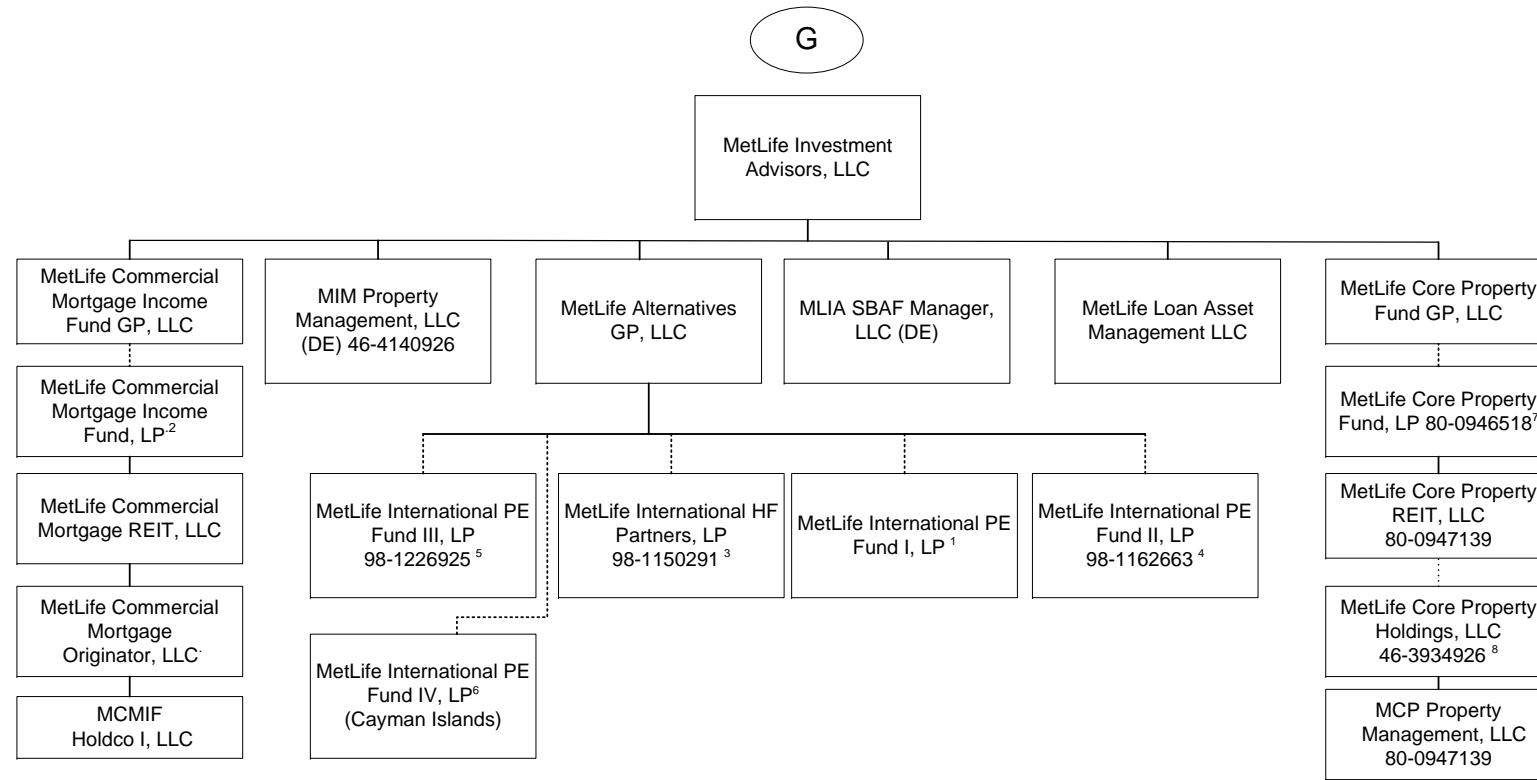 G
MetLife Investment
Advisors, LLC
MetLife Commercial
Mortgage Income
Fund GP, LLC
MIM Property
Management, LLC
(DE) 46-4140926
MetLife Alternatives
GP, LLC
MLIA SBAF Manager,
LLC (DE)
MetLife Loan Asset
Management LLC
MetLife Core Property
Fund GP, LLC
MetLife Commercial
Mortgage Income
Fund, LP.2
MetLife Core Property
Fund, LP 80-0946518 7
MetLife Commercial
Mortgage REIT, LLC
MetLife International PE
Fund III, LP
98-1226925 5
MetLife International HF
Partners, LP
98-1150291 3
MetLife International PE
Fund I, LP 1
MetLife International PE
Fund II, LP
98-1162663 4
MetLife Core Property
REIT, LLC
80-0947139
MetLife Commercial
Mortgage
Originator, LLC.
MetLife International PE
Fund IV, LP6
(Cayman Islands)
MetLife Core Property
Holdings, LLC
46-3934926 8
MCMIF
Holdco I, LLC
MCP Property
Management, LLC
80-0947139